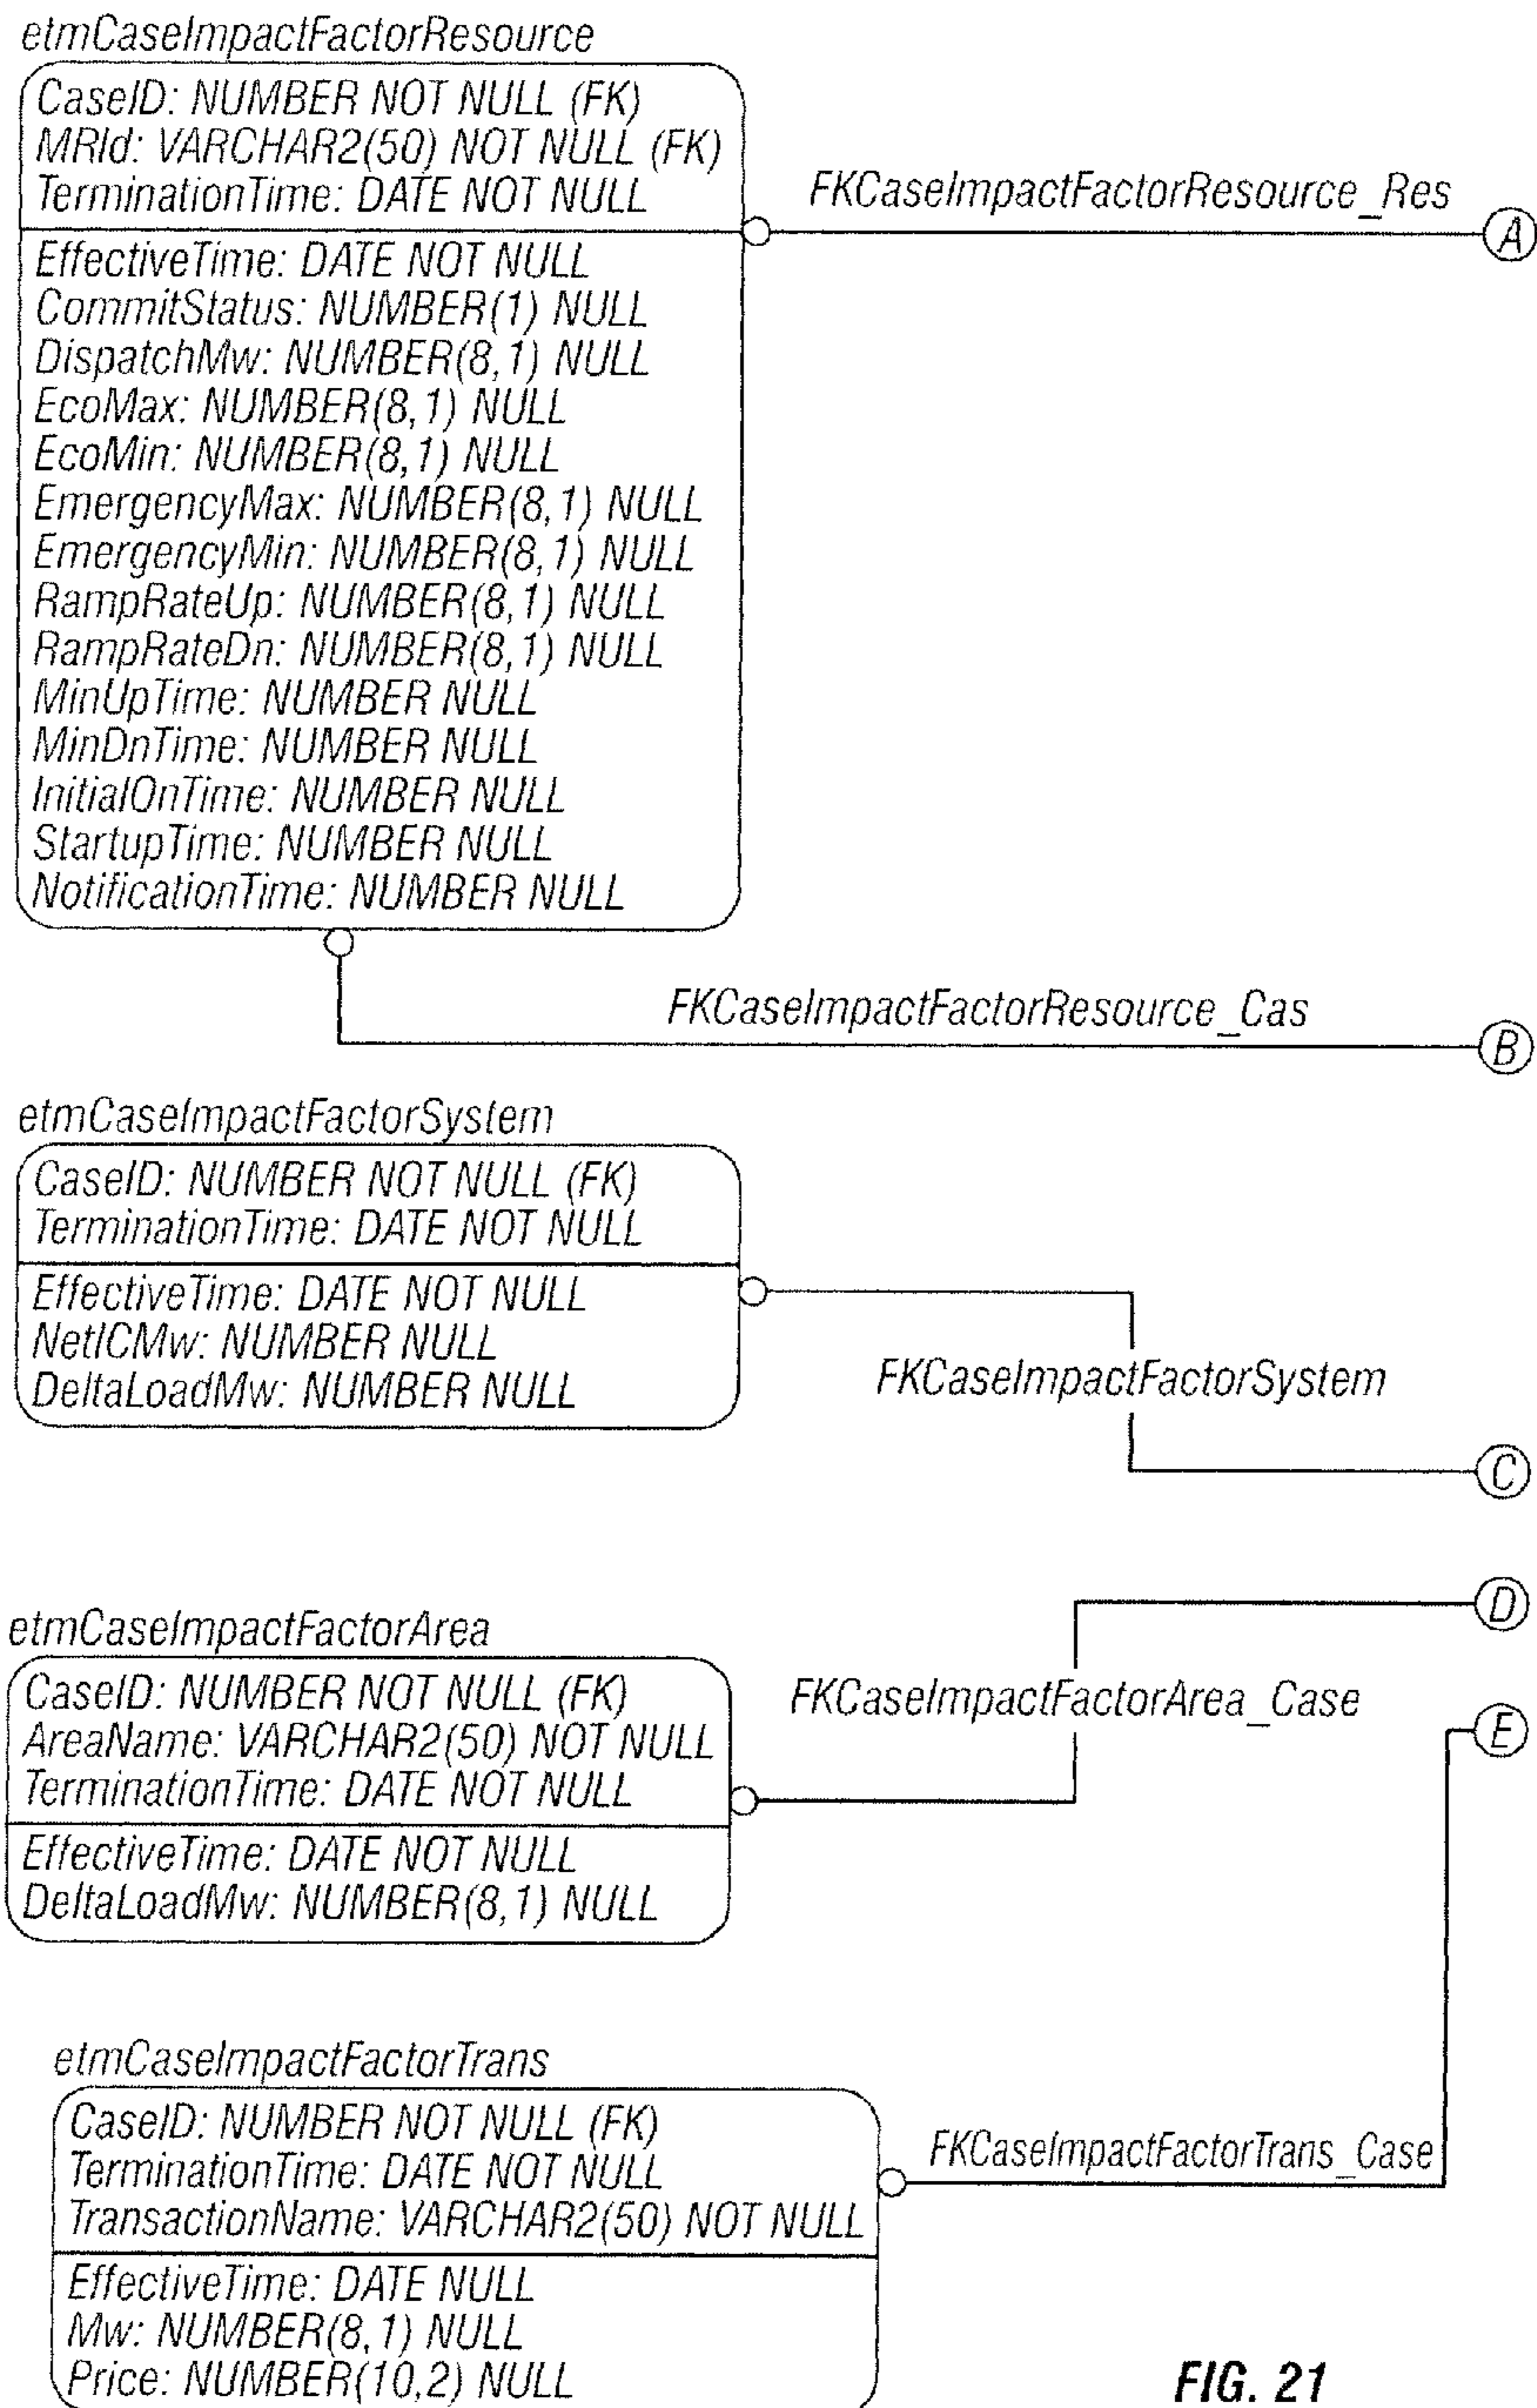 etmCaseImpactFactorResource
CaseID: NUMBER NOT NULL (FK)
MRId: VARCHAR2(50) NOT NULL (FK)
TerminationTime: DATE NOT NULL
FKCaseImpactFactorResource_Res
A
EffectiveTime: DATE NOT NULL
CommitStatus: NUMBER(1) NULL
DispatchMw: NUMBER(8,1) NULL
EcoMax: NUMBER(8,1) NULL
EcoMin: NUMBER(8,1) NULL
EmergencyMax: NUMBER(8,1) NULL
EmergencyMin: NUMBER(8,1) NULL
RampRateUp: NUMBER(8,1) NULL
RampRateDn: NUMBER(8,1) NULL
MinUpTime: NUMBER NULL
MinDnTime: NUMBER NULL
InitialOnTime: NUMBER NULL
StartupTime: NUMBER NULL
NotificationTime: NUMBER NULL
FKCaseImpactFactorResource_Cas
B
etmCaseImpactFactorSystem
CaseID: NUMBER NOT NULL (FK)
TerminationTime: DATE NOT NULL
EffectiveTime: DATE NOT NULL
NetICMw: NUMBER NULL
DeltaLoadMw: NUMBER NULL
FKCaseImpactFactorSystem
C
D
etmCaseImpactFactorArea
CaseID: NUMBER NOT NULL (FK)
AreaName: VARCHAR2(50) NOT NULL
TerminationTime: DATE NOT NULL
FKCaseImpactFactorArea_Case
E
EffectiveTime: DATE NOT NULL
DeltaLoadMw: NUMBER(8,1) NULL
etmCaseImpactFactorTrans
CaseID: NUMBER NOT NULL (FK)
TerminationTime: DATE NOT NULL
TransactionName: VARCHAR2(50) NOT NULL
FKCaseImpactFactorTrans_Case
EffectiveTime: DATE NULL
Mw: NUMBER(8,1) NULL
Price: NUMBER(10,2) NULL
FIG. 21